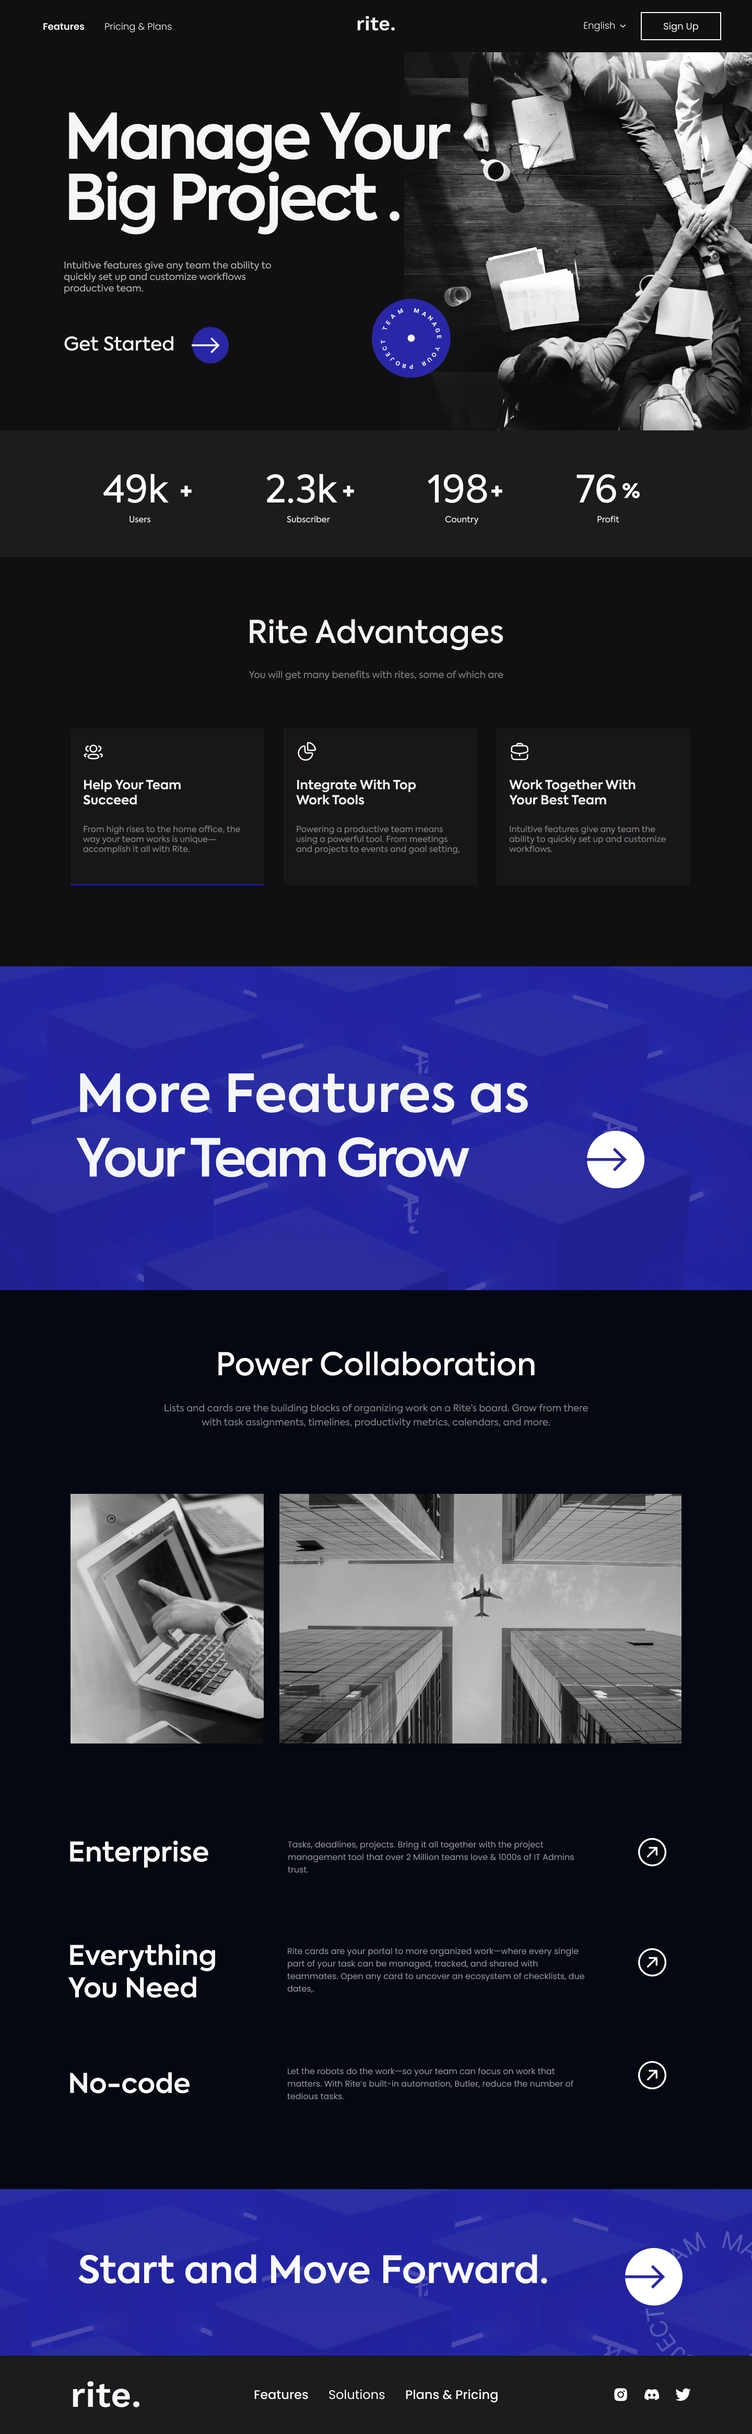 Features
Pricing & Plans
rite.
English
Sign Up
Manage Your
Big Project .
Intuitive features give any team the ability to
quickly set up and customize workflows
productive team.
Get Started
TEAM MANAGE YOUR PROJECT
49k +
Users
2.3k +
Subscriber
198 +
Country
76 %
Profit
Rite Advantages
You will get many benefits with rites, some of which are
Help Your Team
Succeed
From high rises to the home office, the
way your team works is unique—
accomplish it all with Rite.
Integrate With Top
Work Tools
Powering a productive team means
using a powerful tool. From meetings
and projects to events and goal setting,
Work Together With
Your Best Team
Intuitive features give any team the
ability to quickly set up and customize
workflows.
More Features as
Your Team Grow
Power Collaboration
Lists and cards are the building blocks of organizing work on a Rite's board. Grow from there
with task assignments, timelines, productivity metrics, calendars, and more.
Enterprise
Tasks, deadlines, projects. Bring it all together with the project
management tool that over 2 Million teams love & 1000s of IT Admins
trust.
Everything
You Need
Rite cards are your portal to more organized work—where every single
part of your task can be managed, tracked, and shared with
teammates. Open any card to uncover an ecosystem of checklists, due
dates,.
No-code
Let the robots do the work—so your team can focus on work that
matters. With Rite's built-in automation, Butler, reduce the number of
tedious tasks.
Start and Move Forward.
rite.
Features
Solutions
Plans & Pricing